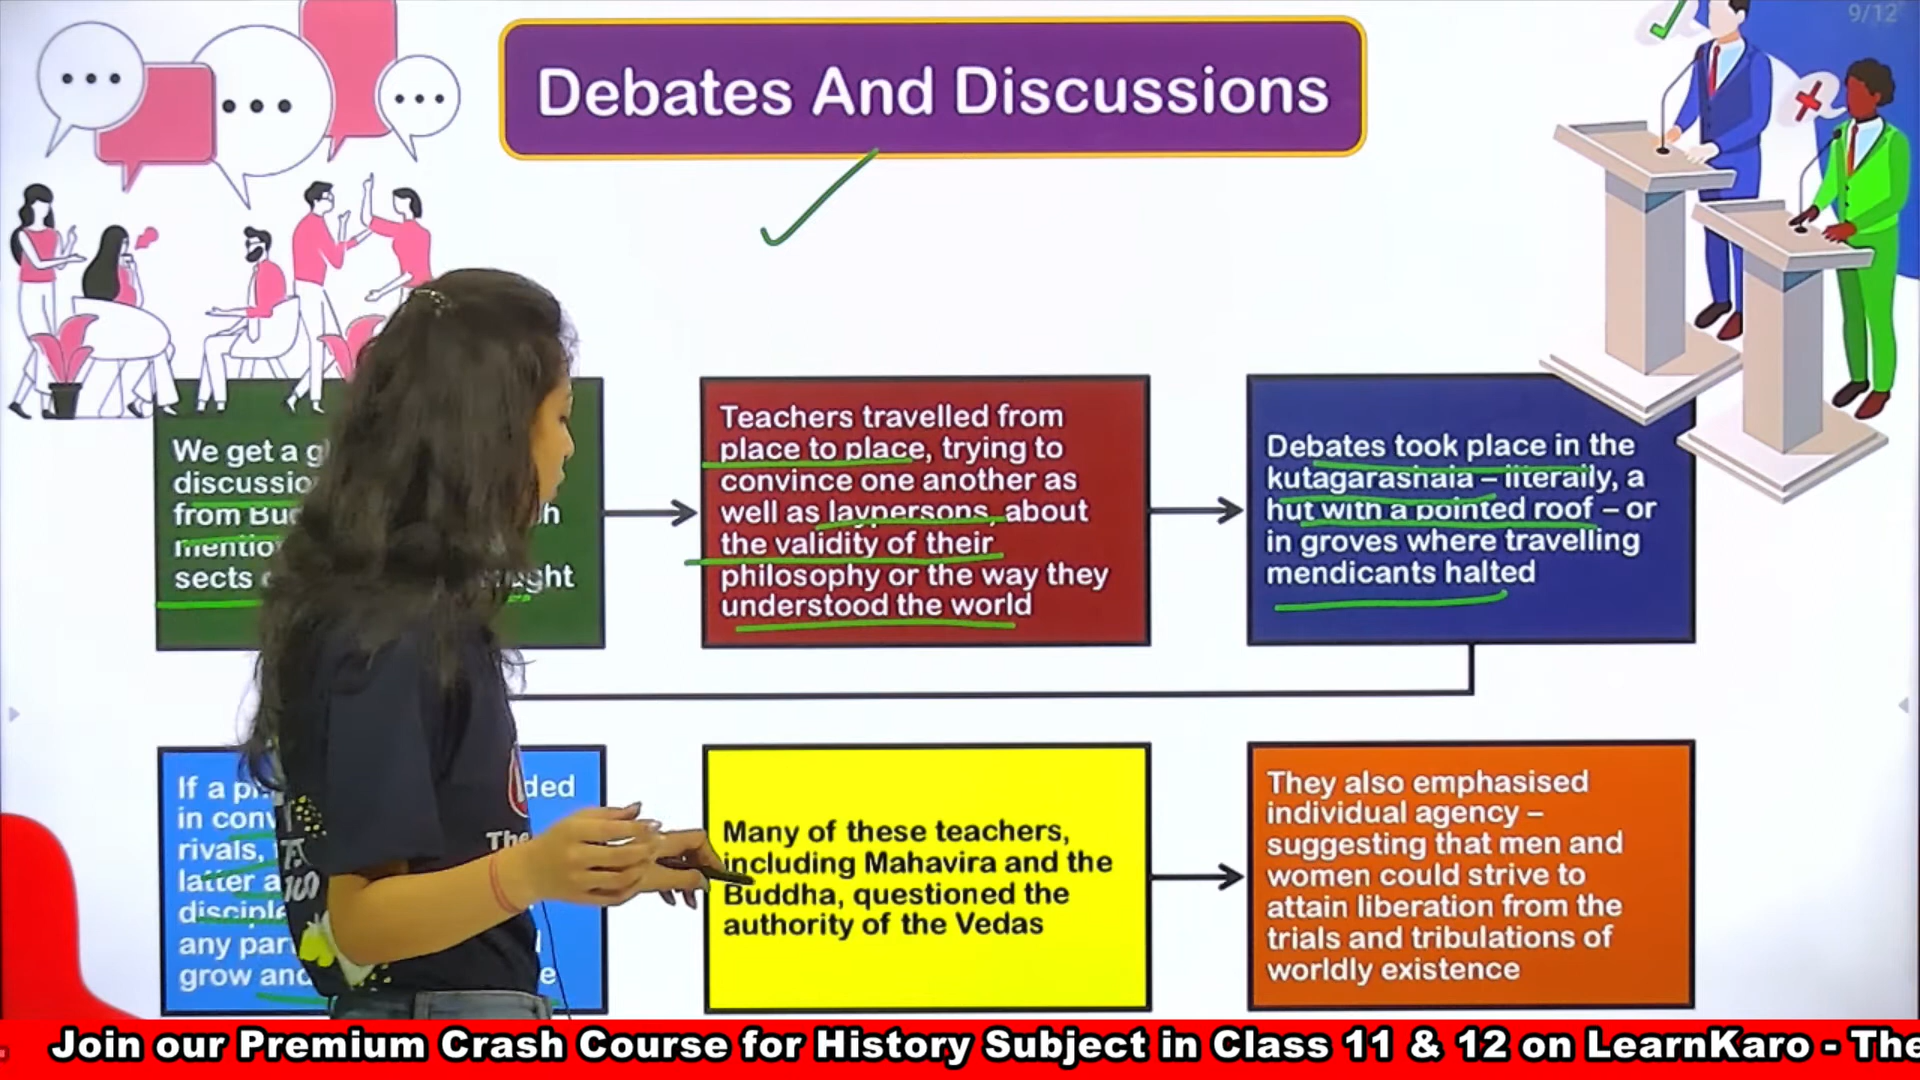 9/12
Debates And Discussions
We get a
discussio
from Bud
mentio
sects
ght
Teachers travelled from
place to place, trying to
convince one another as
well as laypersons, about
the validity of their
philosophy or the way they
understood the world
Debates took place in the
kutagarashala – literally, a
hut with a pointed roof – or
in groves where travelling
mendicants halted
If a
ded
in conv
rivals,
latter a
disciple
any par
grow and
Many of these teachers,
including Mahavira and the
Buddha, questioned the
authority of the Vedas
They also emphasised
individual agency –
suggesting that men and
women could strive to
attain liberation from the
trials and tribulations of
worldly existence
The
Join our Premium Crash Course for History Subject in Class 11 & 12 on LearnKaro - The